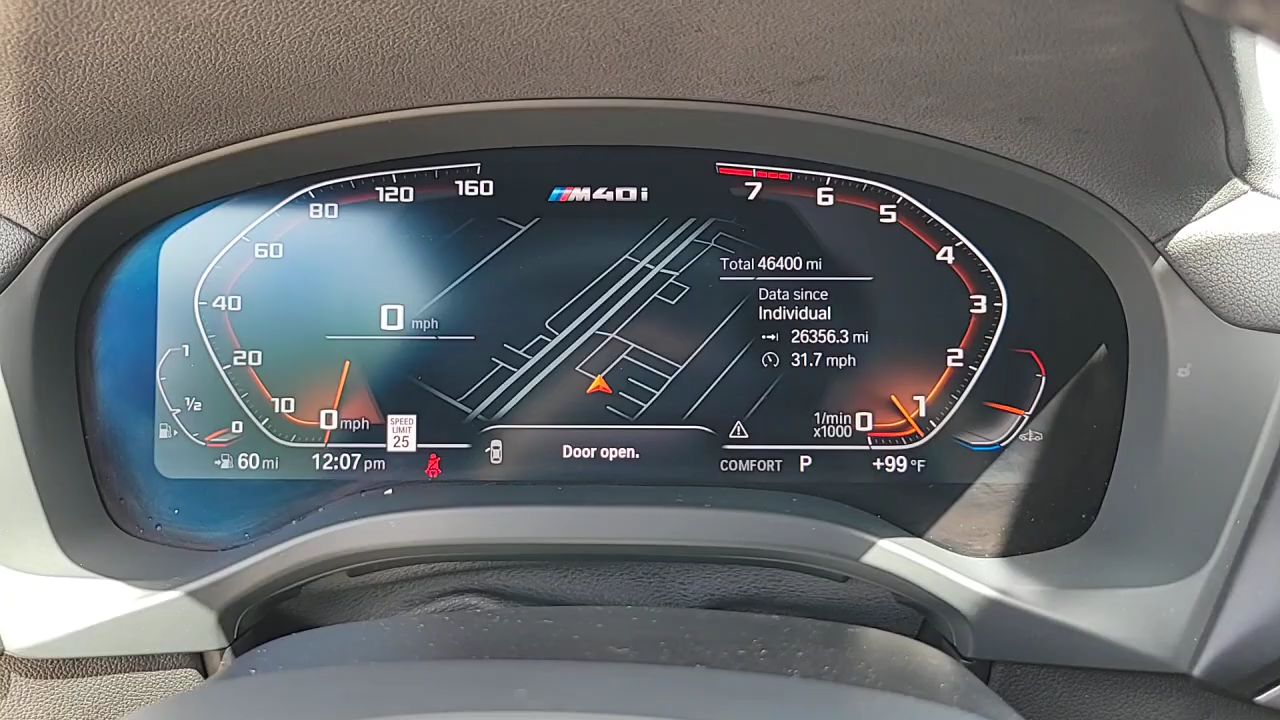 M40i
160
120
80
60
40
20
10
0 mph
0 mph
1
1/2
0
SPEED
LIMIT
25
60 mi
12:07 pm
Total 46400 mi
Data since
Individual
26356.3 mi
31.7 mph
7
6
5
4
3
2
1
0
1/min
x1000
Door open.
COMFORT P
+99 °F